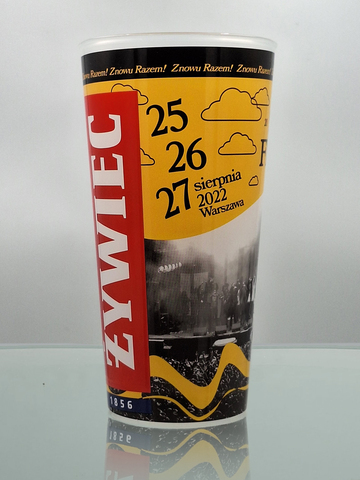 Znowu Razem! Znowu Razem! Znowu Razem!
25
26
27 sierpnia
2022
Warszawa
ŻYWIEC
1856